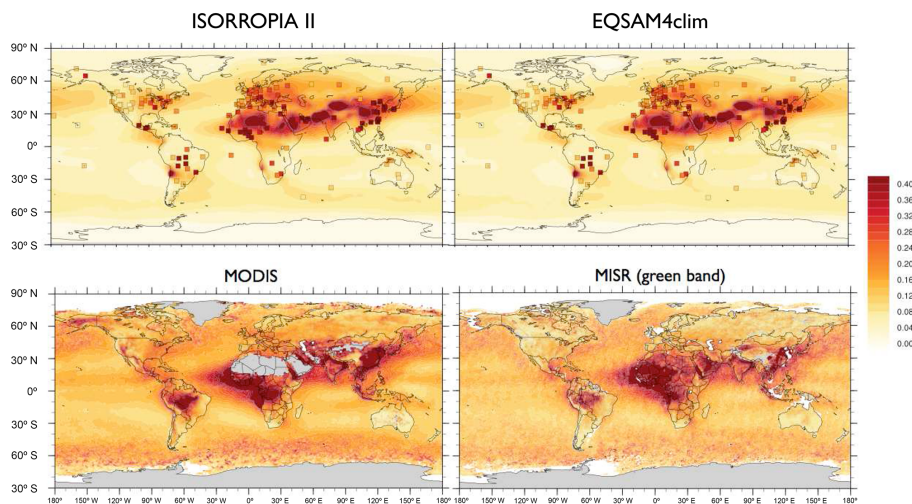 ISORROPIA II
EQSAM4clim
90° N
60° N
30° N
0°
30° S
60° S
30° S
0.40
0.36
0.32
0.28
0.24
0.20
0.16
0.12
0.08
0.04
0.00
MODIS
MISR (green band)
90° N
60° N
30° N
0°
30° S
60° S
30° S
180° 150° W 120° W 90° W 60° W 30° W 0° 30° E 60° E 90° E 120° E 150° E 180° 150° W 120° W 90° W 60° W 30° W 0° 30° E 60° E 90° E 120° E 150° E 180°